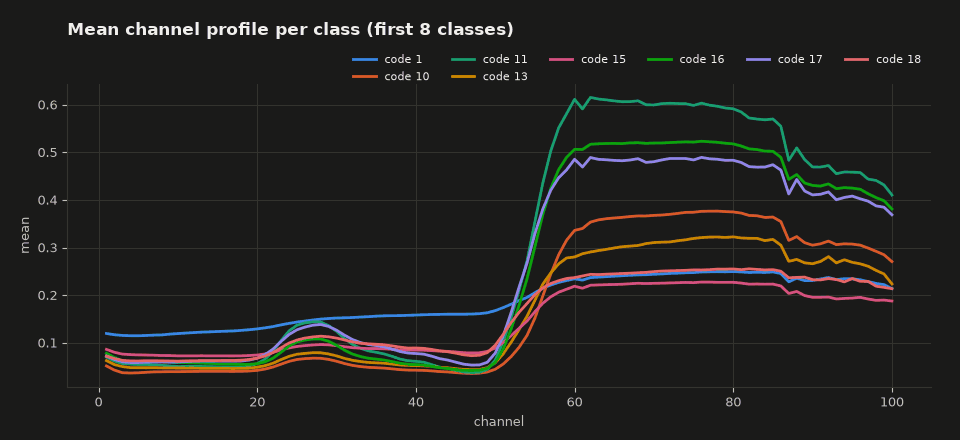 Mean channel profile per class (first 8 classes)
code 1 code 11 code 15 code 16 code 17 code 18
code 10 code 13
0.6
0.5
0.4
0.3
0.2
0.1
mean
0 20 40 60 80 100
channel